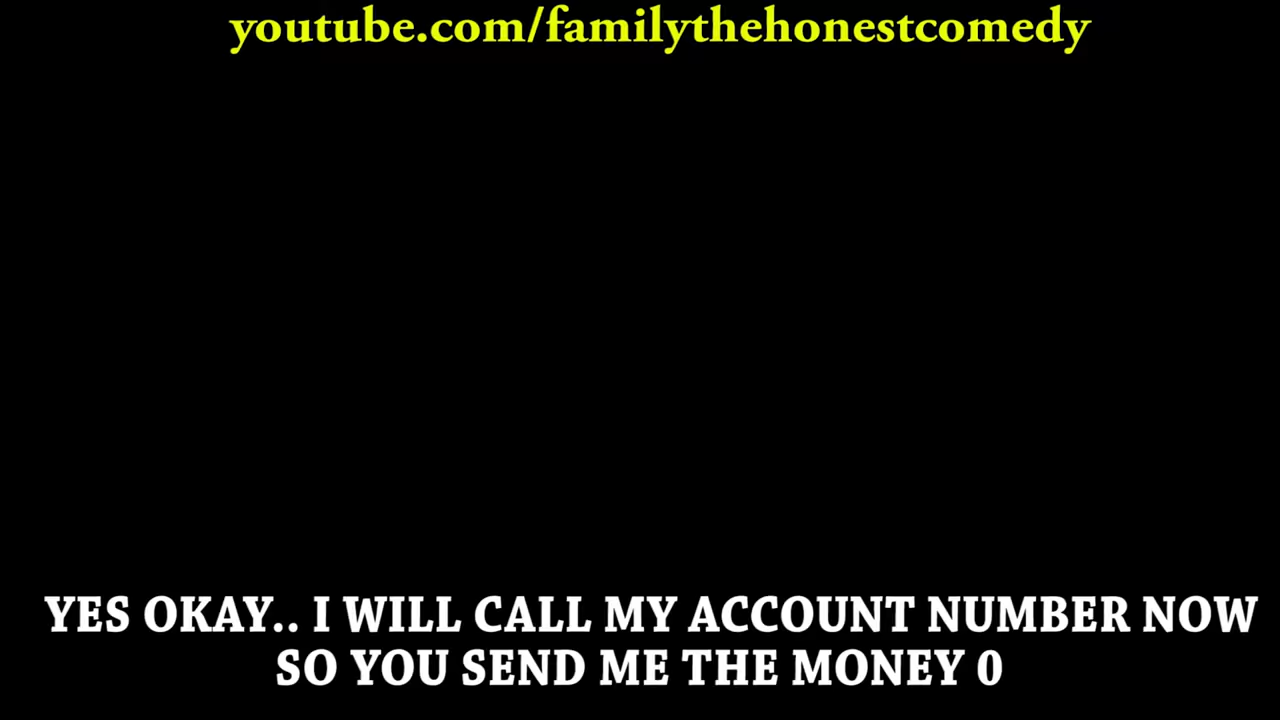 youtube.com/familythehonestcomedy
YES OKAY.. I WILL CALL MY ACCOUNT NUMBER NOW
SO YOU SEND ME THE MONEY 0